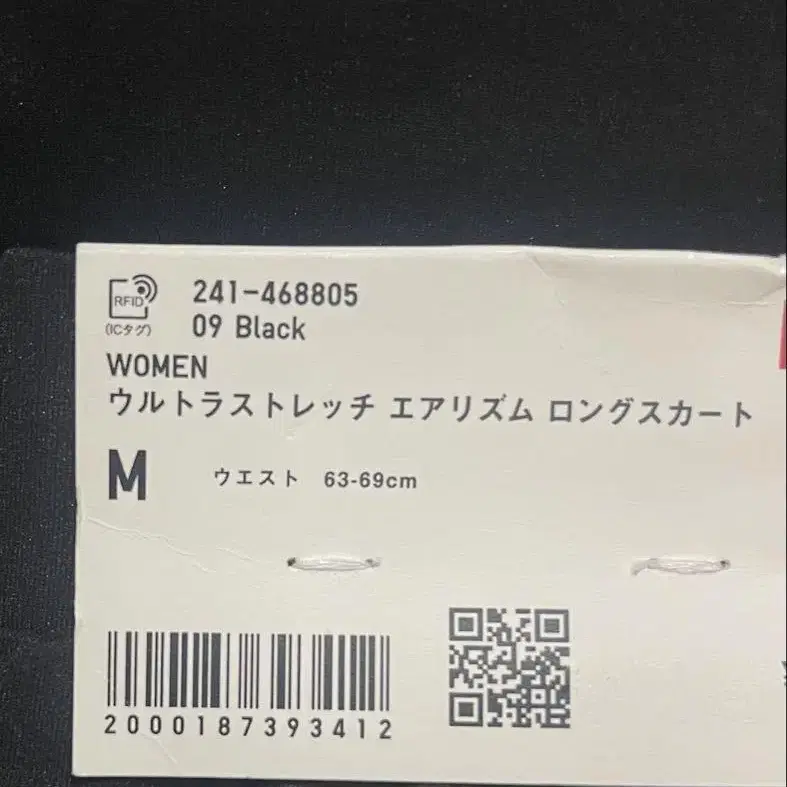 RFID
(ICタグ)
241-468805
09 Black
WOMEN
ウルトラストレッチ エアリズム ロングスカート
M ウエスト 63-69cm
2000187393412